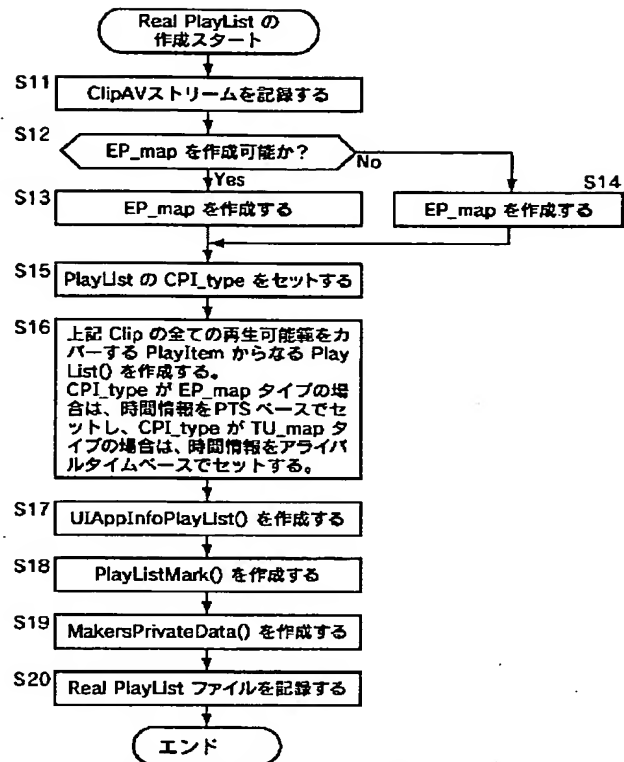 Real PlayList の
作成スタート
S11
ClipAVストリームを記録する
S12
EP_map を作成可能か？
No
Yes
S13
EP_map を作成する
S14
EP_map を作成する
S15
PlayList の CPI_type をセットする
S16
上記 Clip の全ての再生可能範をカ
バーする PlayItem からなる Play
List() を作成する。
CPI_type が EP_map タイプの場
合は、時間情報をPTS ベースでセ
ットし、CPI_type が TU_map タ
イプの場合は、時間情報をアライバ
ルタイムベースでセットする。
S17
UIAppInfoPlayList() を作成する
S18
PlayListMark() を作成する
S19
MakersPrivateData() を作成する
S20
Real PlayList ファイルを記録する
エンド